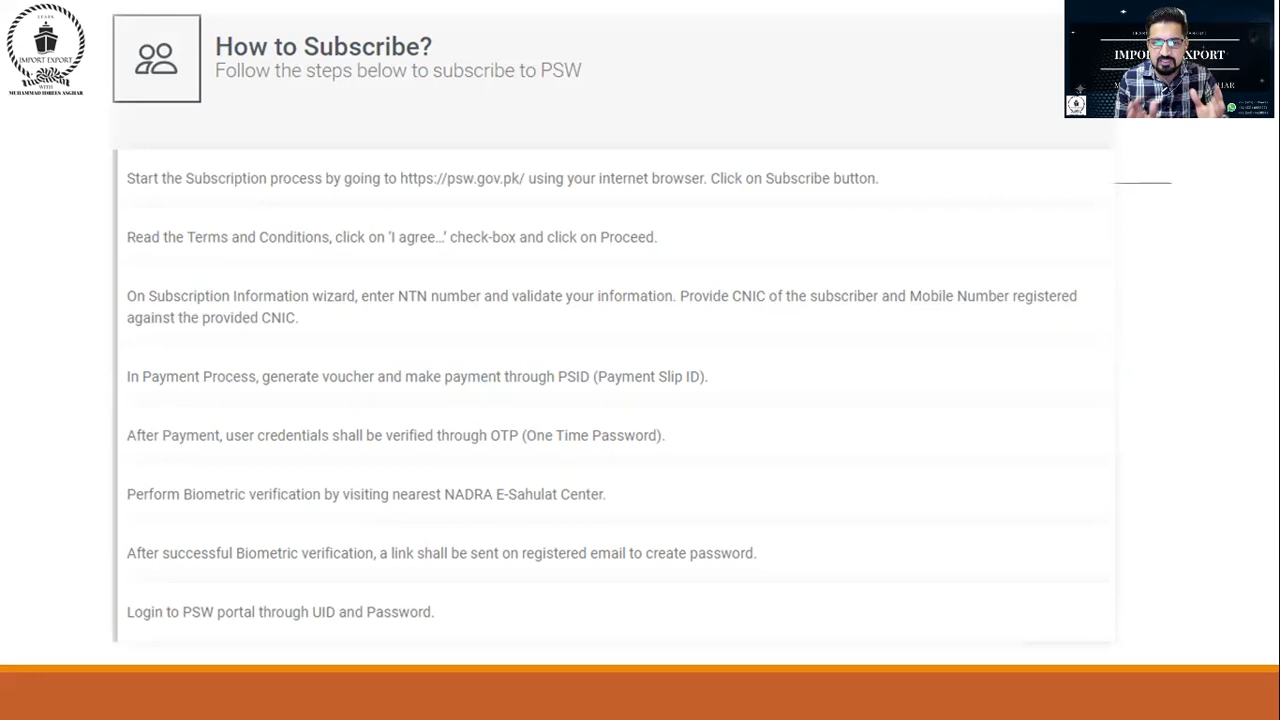 LEARN
IMPORT EXPORT
WITH
MUHAMMAD IDREES ASGHAR
How to Subscribe?
Follow the steps below to subscribe to PSW
Start the Subscription process by going to https://psw.gov.pk/ using your internet browser. Click on Subscribe button.
Read the Terms and Conditions, click on 'I agree...' check-box and click on Proceed.
On Subscription Information wizard, enter NTN number and validate your information. Provide CNIC of the subscriber and Mobile Number registered
against the provided CNIC.
In Payment Process, generate voucher and make payment through PSID (Payment Slip ID).
After Payment, user credentials shall be verified through OTP (One Time Password).
Perform Biometric verification by visiting nearest NADRA E-Sahulat Center.
After successful Biometric verification, a link shall be sent on registered email to create password.
Login to PSW portal through UID and Password.